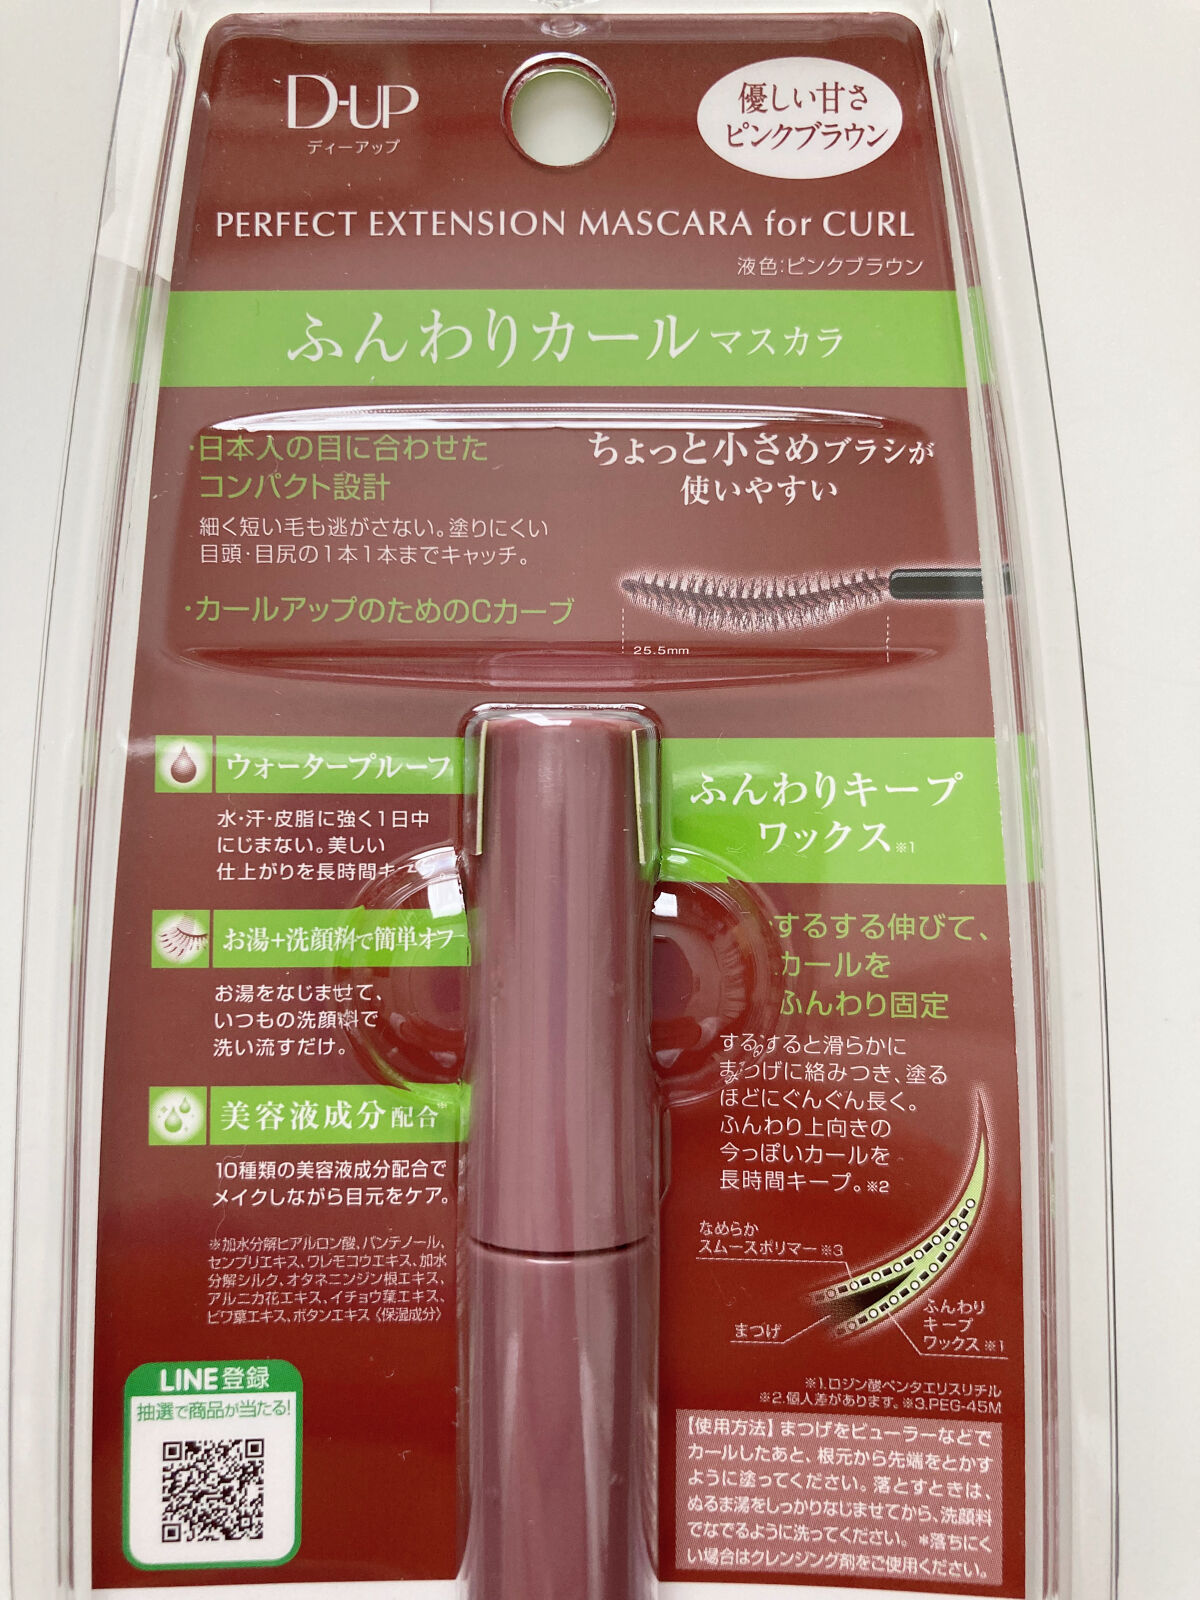 D-UP
ディーアップ
優しい甘さ
ピンクブラウン
PERFECT EXTENSION MASCARA for CURL
液色:ピンクブラウン
ふんわりカールマスカラ
・日本人の目に合わせた
コンパクト設計
細く短い毛も逃がさない。塗りにくい
目頭・目尻の1本1本までキャッチ。
・カールアップのためのCカーブ
ちょっと小さめブラシが
使いやすい
25.5mm
ウォータープルーフ
水・汗・皮脂に強く1日中
にじまない。美しい
仕上がりを長時間キープ。
お湯+洗顔料で簡単オフ
お湯をなじませて、
いつもの洗顔料で
洗い流すだけ。
美容液成分配合※
10種類の美容液成分配合で
メイクしながら目元をケア。
※加水分解ヒアルロン酸、パンテノール、
センブリエキス、ワレモコウエキス、加水
分解シルク、オタネニンジン根エキス、
アルニカ花エキス、イチョウ葉エキス、
ビワ葉エキス、ボタンエキス〈保湿成分〉
ふんわりキープ
ワックス※1
・するする伸びて、
カールを
ふんわり固定
するすると滑らかに
まつげに絡みつき、塗る
ほどにぐんぐん長く。
ふんわり上向きの
今っぽいカールを
長時間キープ。※2
なめらか
スムースポリマー※3
まつげ
ふんわり
キープ
ワックス※1
※1.ロジン酸ペンタエリスリチル
※2.個人差があります。※3.PEG-45M
【使用方法】まつげをビューラーなどで
カールしたあと、根元から先端をとかす
ように塗ってください。落とすときは、
ぬるま湯をしっかりなじませてから、洗顔料
でなでるように洗ってください。*落ちにく
い場合はクレンジング剤をご使用ください。
LINE登録
抽選で商品が当たる!